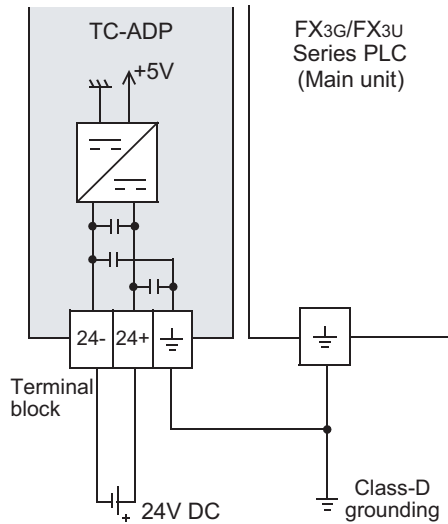 TC-ADP
+5V
FX3G/FX3U
Series PLC
(Main unit)
24-
24+
Terminal
block
+
24V DC
Class-D
grounding